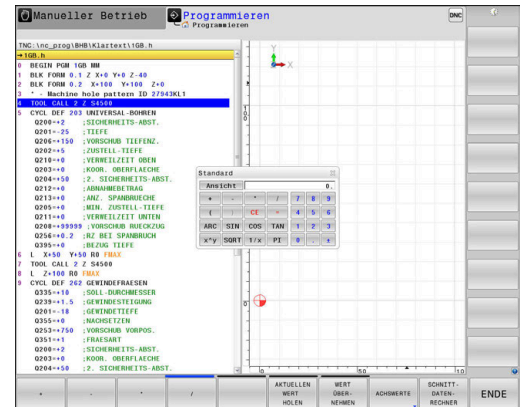 Manueller Betrieb
Programmieren
Programmieren
DNC
TNC:\nc_prog\BHB\Klartext\1GB.h
→1GB.h
0 BEGIN PGM 1GB MM
1 BLK FORM 0.1 Z X+0 Y+0 Z-40
2 BLK FORM 0.2 X+100 Y+100 Z+0
3 * - Machine hole pattern ID 27943KL1
4 TOOL CALL 2 Z S4500
5 CYCL DEF 203 UNIVERSAL-BOHREN
Q200=+2 ;SICHERHEITS-ABST.
Q201=-25 ;TIEFE
Q206=+150 ;VORSCHUB TIEFENZ.
Q202=+5 ;ZUSTELL-TIEFE
Q210=+0 ;VERWEILZEIT OBEN
Q203=+0 ;KOOR. OBERFLAECHE
Q204=+50 ;2. SICHERHEITS-ABST.
Q212=+0 ;ABNAHMEBETRAG
Q213=+0 ;ANZ. SPANBRUECHE
Q205=+0 ;MIN. ZUSTELL-TIEFE
Q211=+0 ;VERWEILZEIT UNTEN
Q208=+99999 ;VORSCHUB RUECKZUG
Q256=+0.2 ;RZ BEI SPANBRUCH
Q395=+0 ;BEZUG TIEFE
6 L X+50 Y+50 R0 FMAX
7 TOOL CALL 2 Z S4500
8 L Z+100 R0 FMAX
9 CYCL DEF 262 GEWINDEFRAESEN
Q335=+10 ;SOLL-DURCHMESSER
Q239=+1.5 ;GEWINDESTEIGUNG
Q201=-18 ;GEWINDETIEFE
Q355=+0 ;NACHSETZEN
Q253=+750 ;VORSCHUB VORPOS.
Q351=+1 ;FRAESART
Q200=+2 ;SICHERHEITS-ABST.
Q203=+0 ;KOOR. OBERFLAECHE
Q204=+50 ;2. SICHERHEITS-ABST.
Y
X
100
0
0
50
10
Standard
Ansicht 0.
+ - * / 7 8 9
( ) CE = 4 5 6
ARC SIN COS TAN 1 2 3
x^y SQRT 1/x PI 0 . ±
+
-
*
/
AKTUELLEN
WERT
HOLEN
WERT
ÜBER-
NEHMEN
ACHSWERTE
SCHNITT-
DATEN-
RECHNER
ENDE